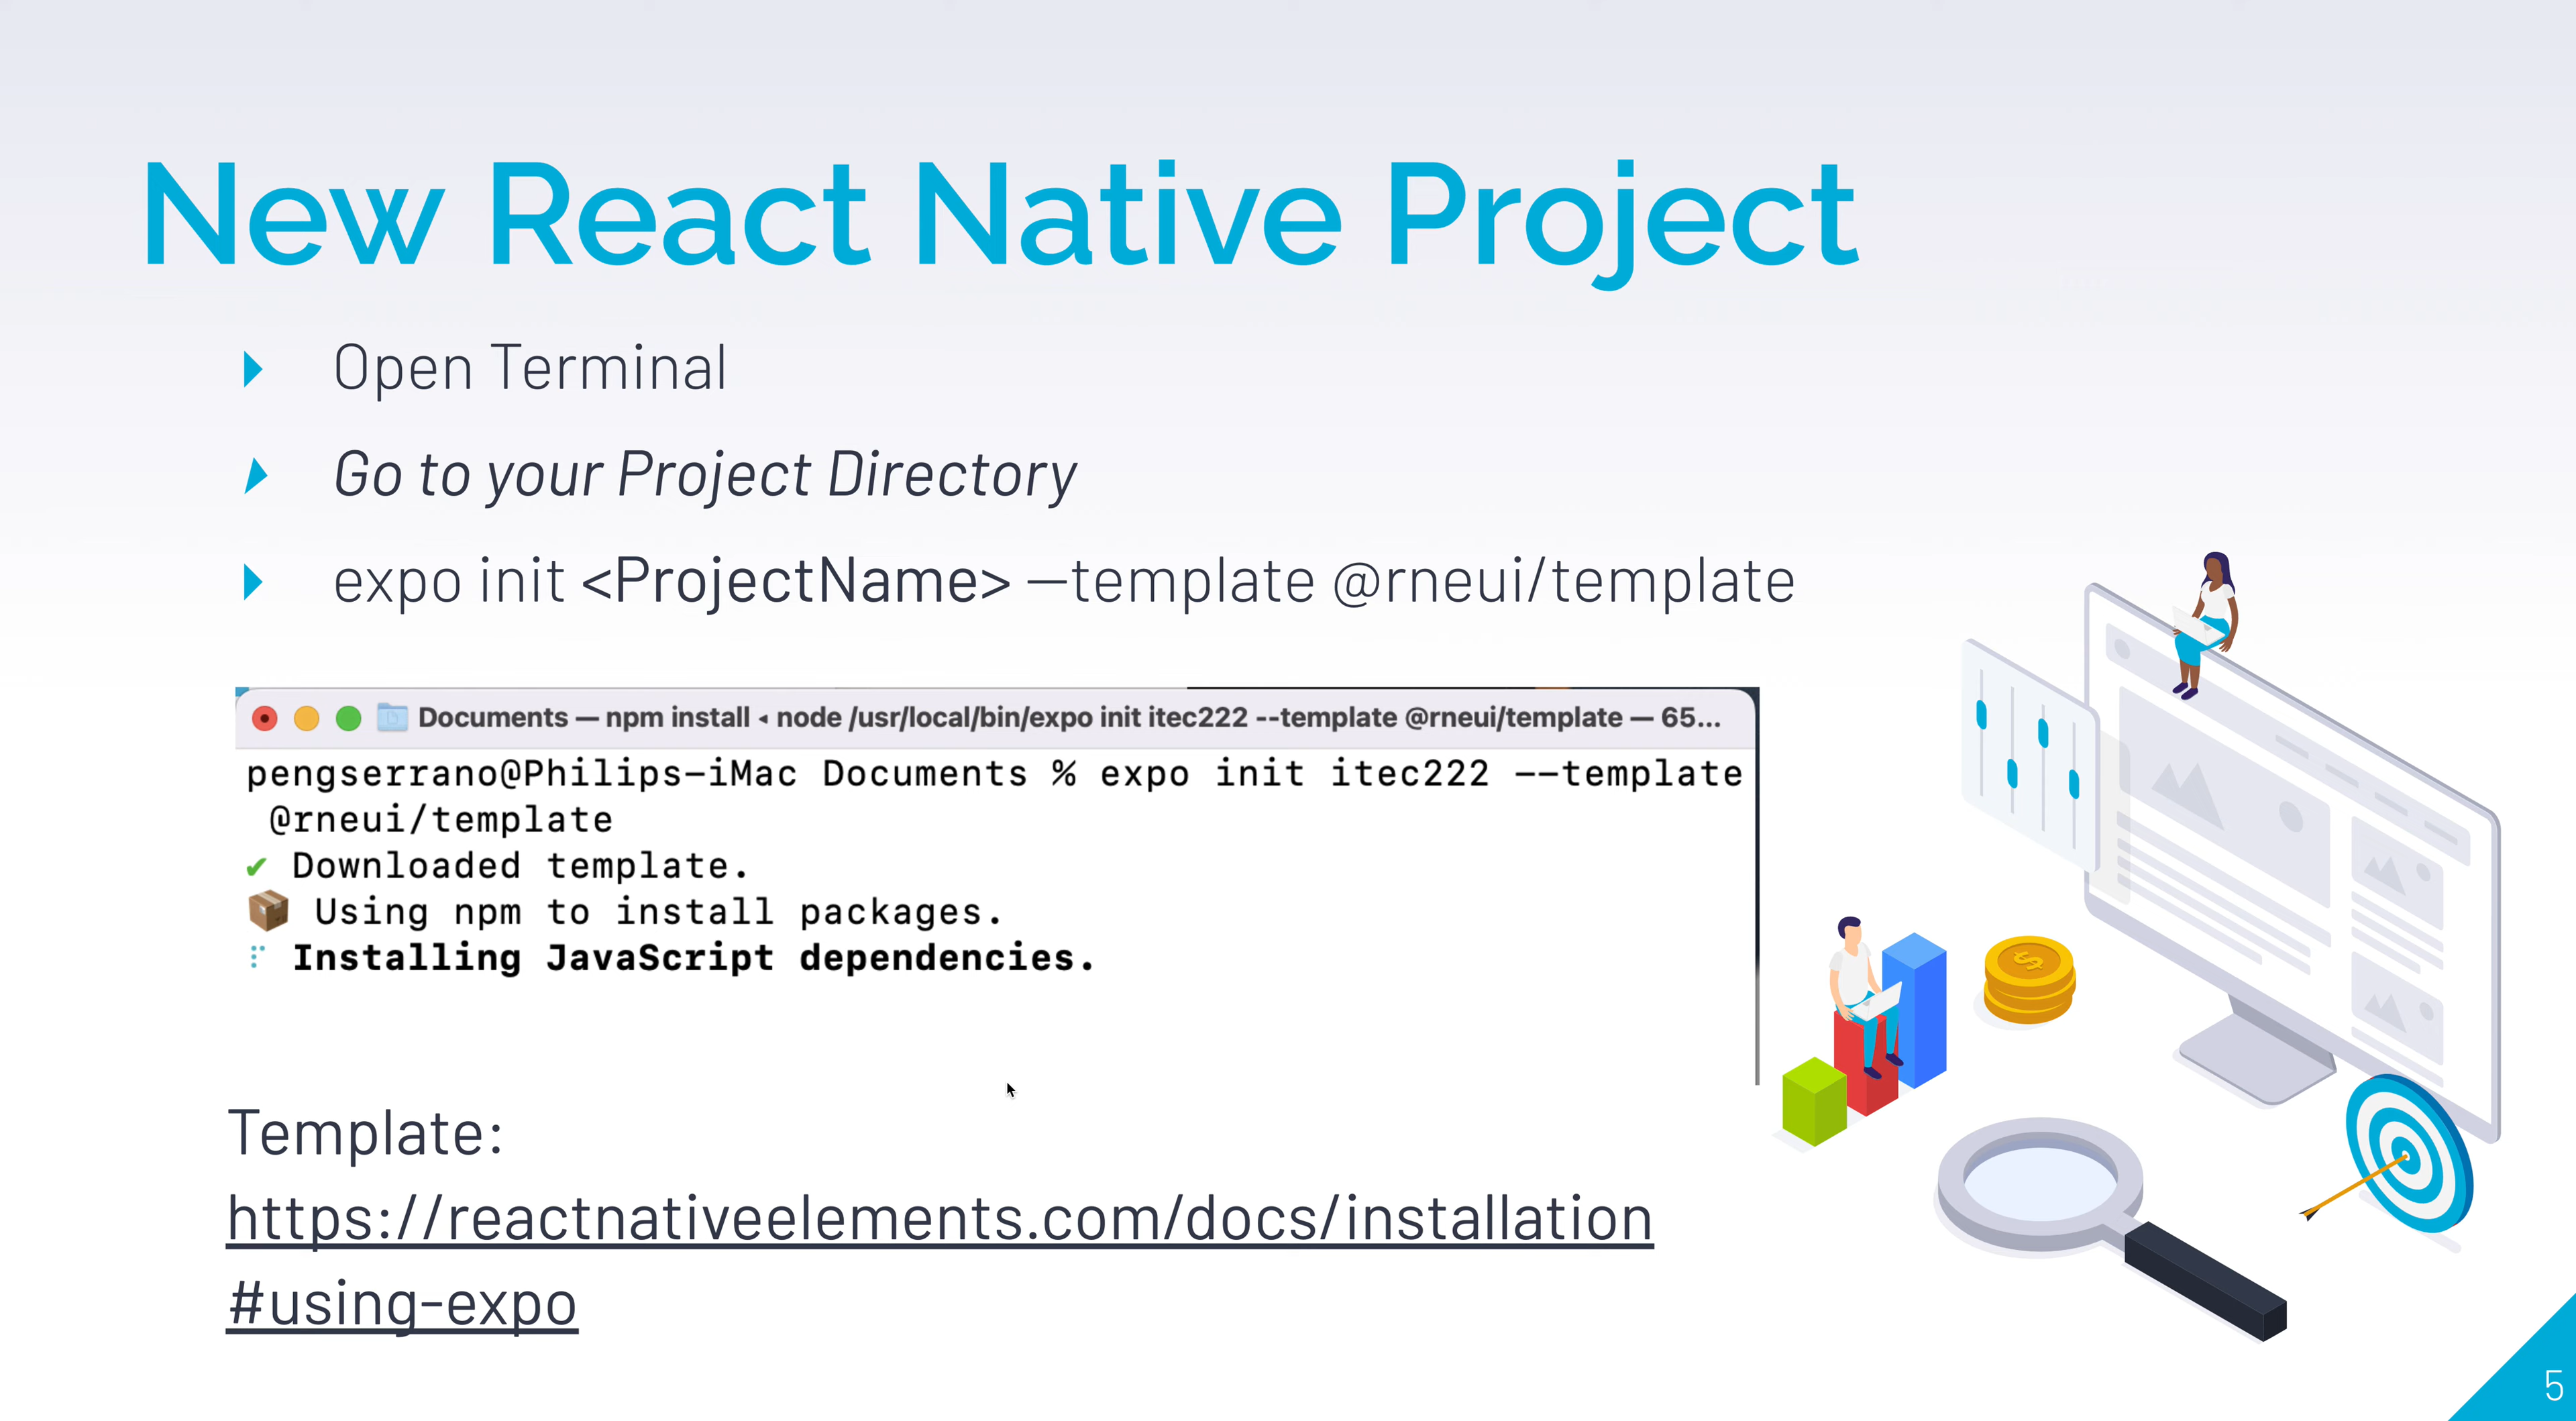 New React Native Project
Open Terminal
Go to your Project Directory
expo init <ProjectName> —template @rneui/template
Documents — npm install ◂ node /usr/local/bin/expo init itec222 --template @rneui/template — 65...
pengserrano@Philips-iMac Documents % expo init itec222 --template
@rneui/template
✔ Downloaded template.
📦 Using npm to install packages.
⠏ Installing JavaScript dependencies.
Template:
https://reactnativeelements.com/docs/installation
#using-expo
5